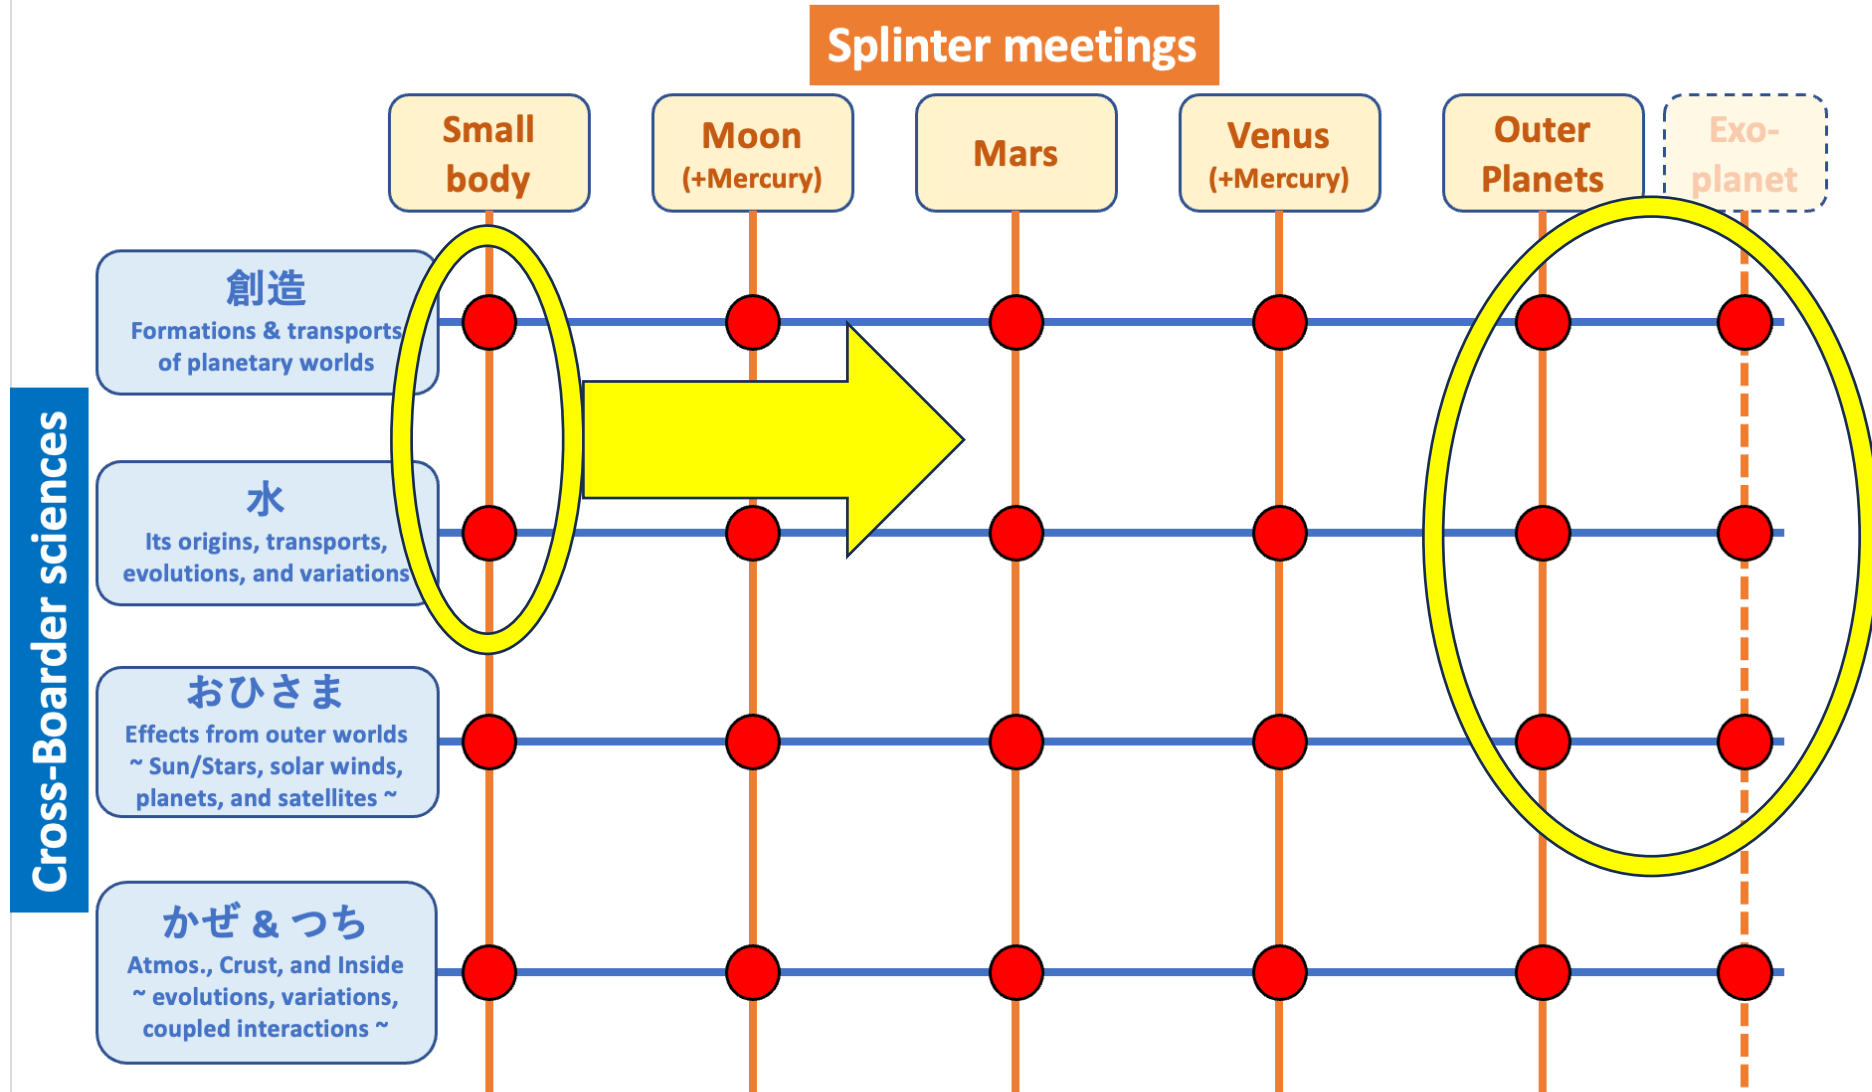 Splinter meetings
Small
body
Moon
(+Mercury)
Mars
Venus
(+Mercury)
Outer
Planets
Exo-
planet
Cross-Boarder sciences
創造
Formations & transports
of planetary worlds
水
Its origins, transports,
evolutions, and variations
おひさま
Effects from outer worlds
~ Sun/Stars, solar winds,
planets, and satellites ~
かぜ & つち
Atmos., Crust, and Inside
~ evolutions, variations,
coupled interactions ~